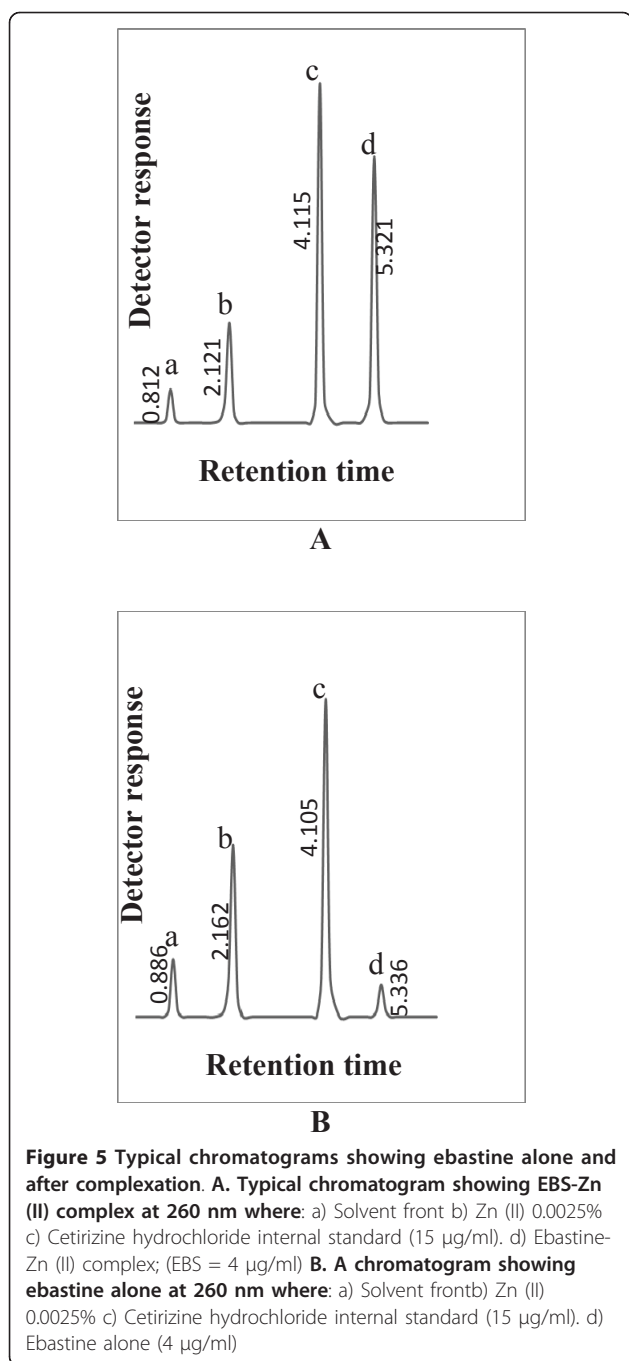 Detector response
c
d
b
a
0.812
2.121
4.115
5.321
Retention time
A
Detector response
c
b
a
d
0.886
2.162
4.105
5.336
Retention time
B
Figure 5 Typical chromatograms showing ebastine alone and
after complexation. A. Typical chromatogram showing EBS-Zn
(II) complex at 260 nm where: a) Solvent front b) Zn (II) 0.0025%
c) Cetirizine hydrochloride internal standard (15 μg/ml). d) Ebastine-
Zn (II) complex; (EBS = 4 μg/ml) B. A chromatogram showing
ebastine alone at 260 nm where: a) Solvent frontb) Zn (II)
0.0025% c) Cetirizine hydrochloride internal standard (15 μg/ml). d)
Ebastine alone (4 μg/ml)